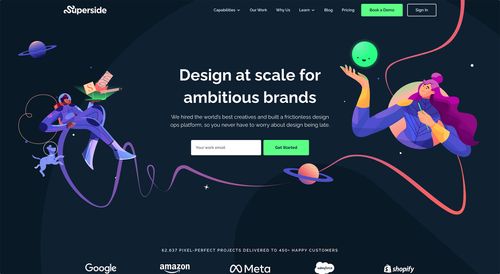 Superside
Capabilities Our Work Why Us Learn Blog Pricing Book a Demo Sign In
Design at scale for
ambitious brands
We hired the world's best creatives and built a frictionless design
ops platform, so you never have to worry about design being late.
Your work email Get Started
62,637 PIXEL-PERFECT PROJECTS DELIVERED TO 450+ HAPPY CUSTOMERS
Google amazon Meta salesforce shopify